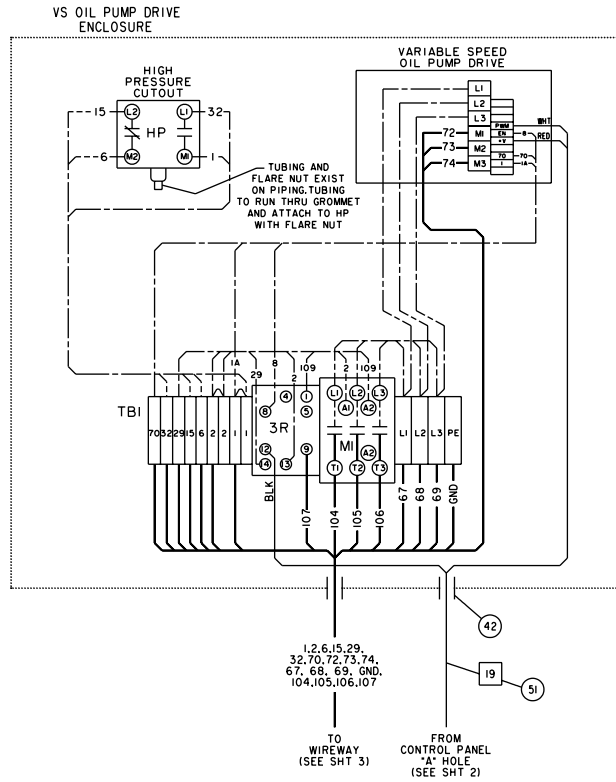 VS OIL PUMP DRIVE
ENCLOSURE
HIGH
PRESSURE
CUTOUT
15 L2 L1 32
HP
6 M2 M1 1
TUBING AND
FLARE NUT EXIST
ON PIPING.TUBING
TO RUN THRU GROMMET
AND ATTACH TO HP
WITH FLARE NUT
VARIABLE SPEED
OIL PUMP DRIVE
L1
L2
L3
PWM WHT
72 M1 EN 8
+V RED
73 M2
70 70
74 M3 1 1A
1A 8 109 2 109
29 2
TB1
70 32 29 15 6 2 2 1 1
4 1
8 5
3R
12 9
14 13
L1 L2 L3
A1 A2
M1
A2
T1 T2 T3
L1 L2 L3 PE
BLK 107 104 105 106 67 68 69 GND
42
1,2,6,15,29,
32,70,72,73,74,
67, 68, 69, GND,
104,105,106,107
19
51
TO
WIREWAY
(SEE SHT 3)
FROM
CONTROL PANEL
"A" HOLE
(SEE SHT 2)